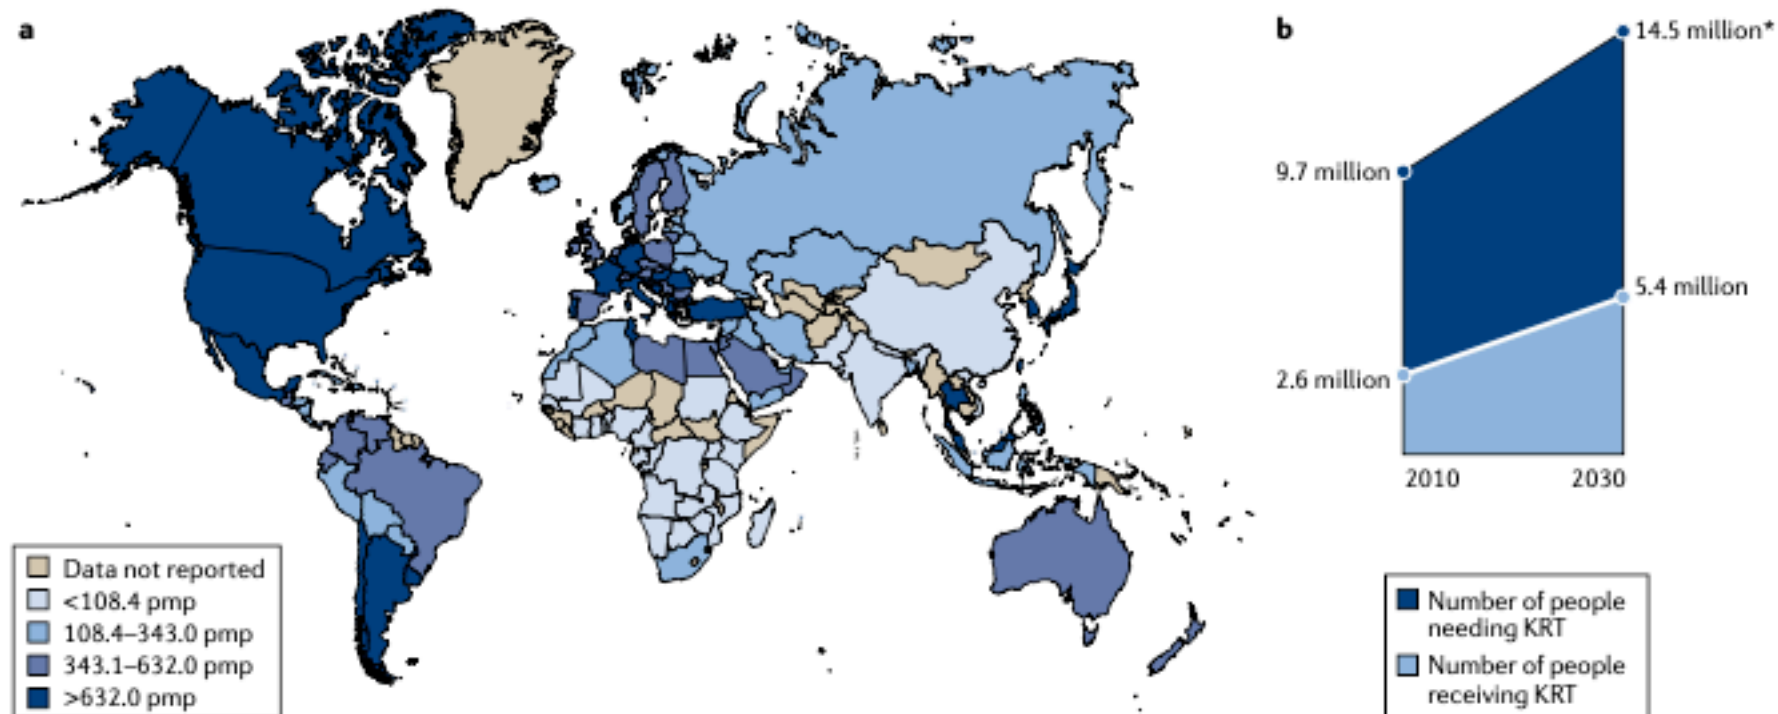 a
Data not reported
<108.4 pmp
108.4–343.0 pmp
343.1–632.0 pmp
>632.0 pmp
b
14.5 million*
9.7 million
5.4 million
2.6 million
2010
2030
Number of people
needing KRT
Number of people
receiving KRT